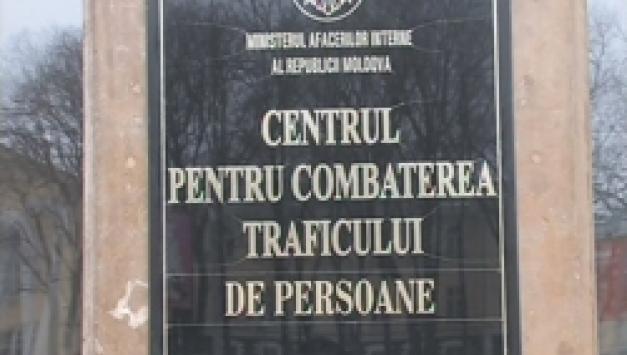 MINISTERUL AFACERILOR INTERNE
AL REPUBLICII MOLDOVA
CENTRUL
PENTRU COMBATEREA
TRAFICULUI
DE PERSOANE